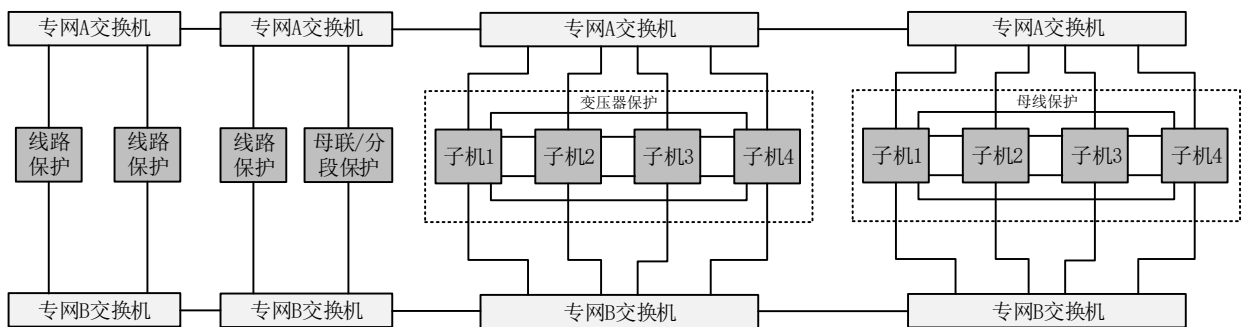 专网A交换机
专网A交换机
专网A交换机
专网A交换机
变压器保护
母线保护
线路
保护
线路
保护
线路
保护
母联/分
段保护
子机1
子机2
子机3
子机4
子机1
子机2
子机3
子机4
专网B交换机
专网B交换机
专网B交换机
专网B交换机